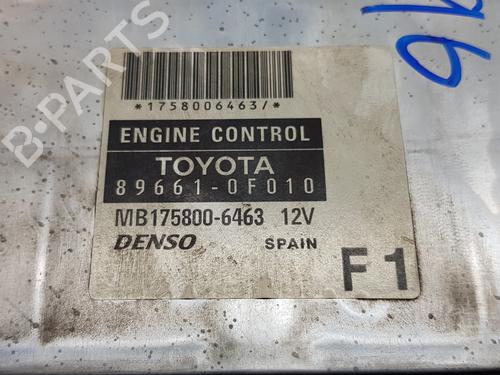 *1758006463/*
ENGINE CONTROL
TOYOTA
89661-0F010
MB175800-6463 12V
DENSO SPAIN
F1
B-PARTS